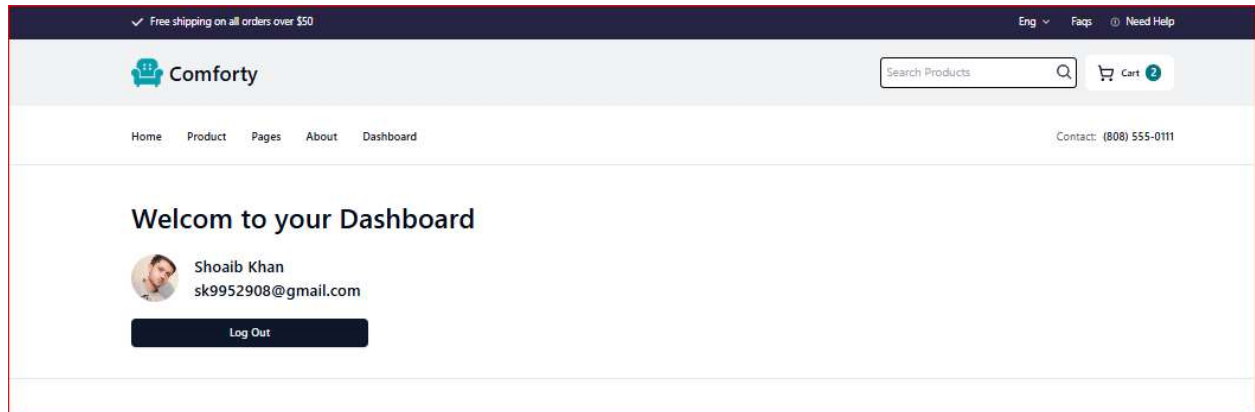 Free shipping on all orders over $50 Eng Faqs Need Help
Comforty Search Products Cart 2
Home Product Pages About Dashboard Contact: (808) 555-0111
Welcom to your Dashboard
Shoaib Khan
sk9952908@gmail.com
Log Out